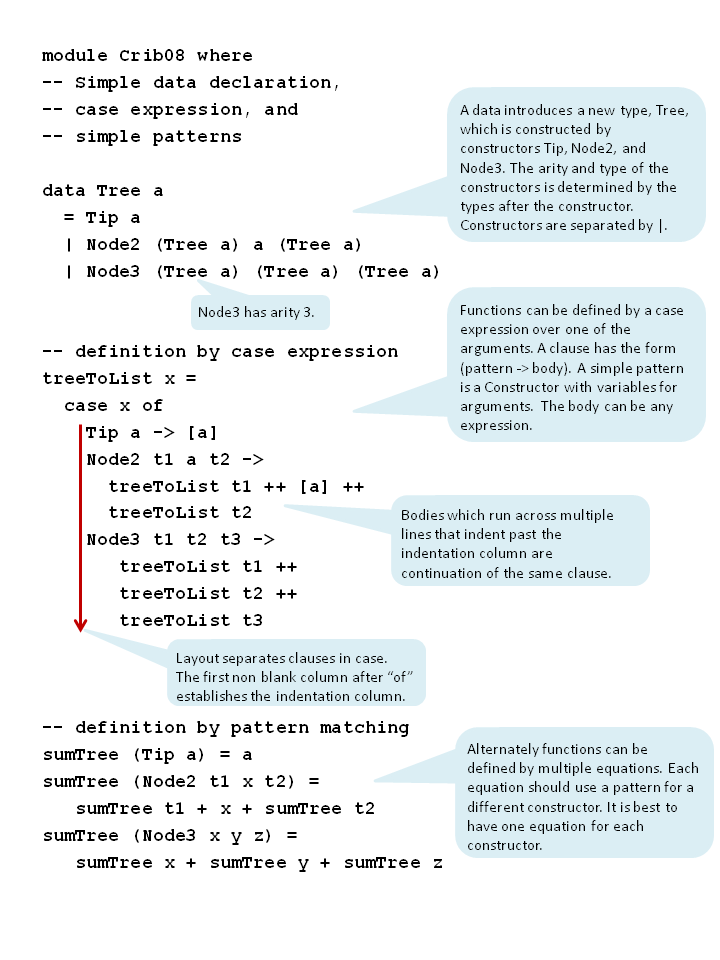 module Crib08 where
-- Simple data declaration,
-- case expression, and
-- simple patterns
A data introduces a new type, Tree,
which is constructed by
constructors Tip, Node2, and
Node3. The arity and type of the
constructors is determined by the
types after the constructor.
Constructors are separated by |.
data Tree a
= Tip a
| Node2 (Tree a) a (Tree a)
| Node3 (Tree a) (Tree a) (Tree a)
Node3 has arity 3.
Functions can be defined by a case
expression over one of the
arguments. A clause has the form
(pattern -> body). A simple pattern
is a Constructor with variables for
arguments. The body can be any
expression.
-- definition by case expression
treeToList x =
case x of
Tip a -> [a]
Node2 t1 a t2 ->
treeToList t1 ++ [a] ++
treeToList t2
Node3 t1 t2 t3 ->
treeToList t1 ++
treeToList t2 ++
treeToList t3
Bodies which run across multiple
lines that indent past the
indentation column are
continuation of the same clause.
Layout separates clauses in case.
The first non blank column after “of”
establishes the indentation column.
-- definition by pattern matching
sumTree (Tip a) = a
sumTree (Node2 t1 x t2) =
sumTree t1 + x + sumTree t2
sumTree (Node3 x y z) =
sumTree x + sumTree y + sumTree z
Alternately functions can be
defined by multiple equations. Each
equation should use a pattern for a
different constructor. It is best to
have one equation for each
constructor.